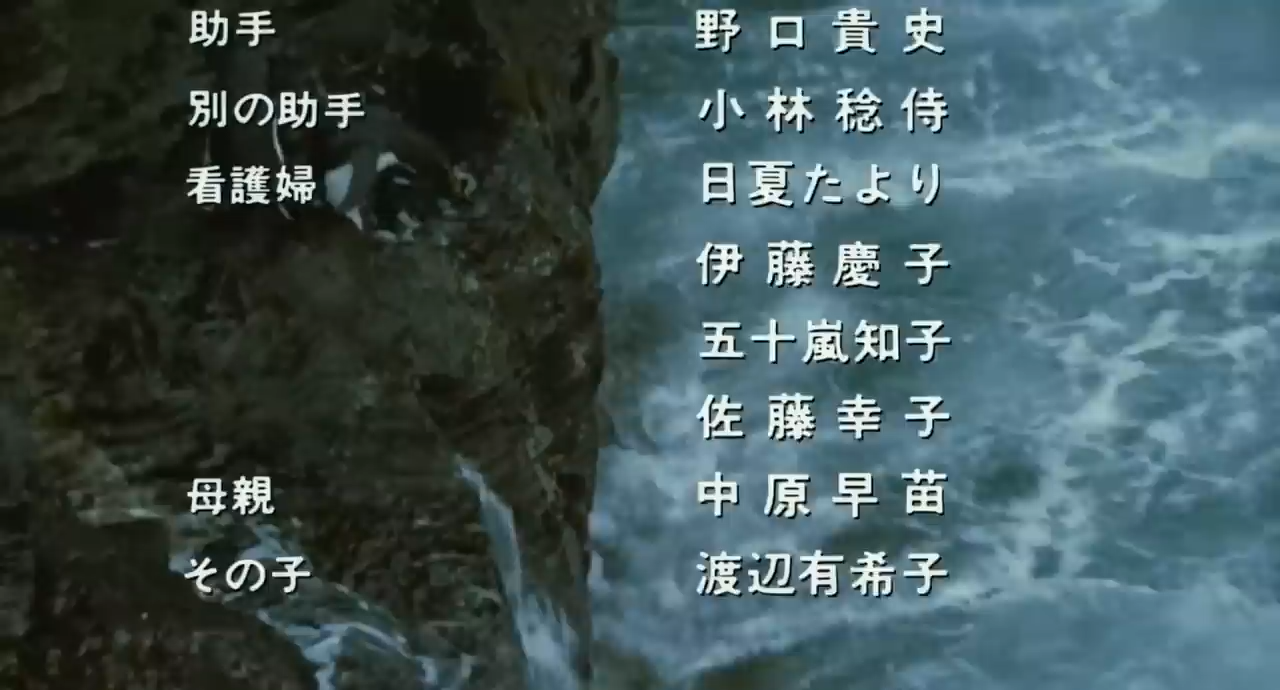 助手 野口貴史
別の助手 小林稔侍
看護婦 日夏たより
伊藤慶子
五十嵐知子
佐藤幸子
母親 中原早苗
その子 渡辺有希子